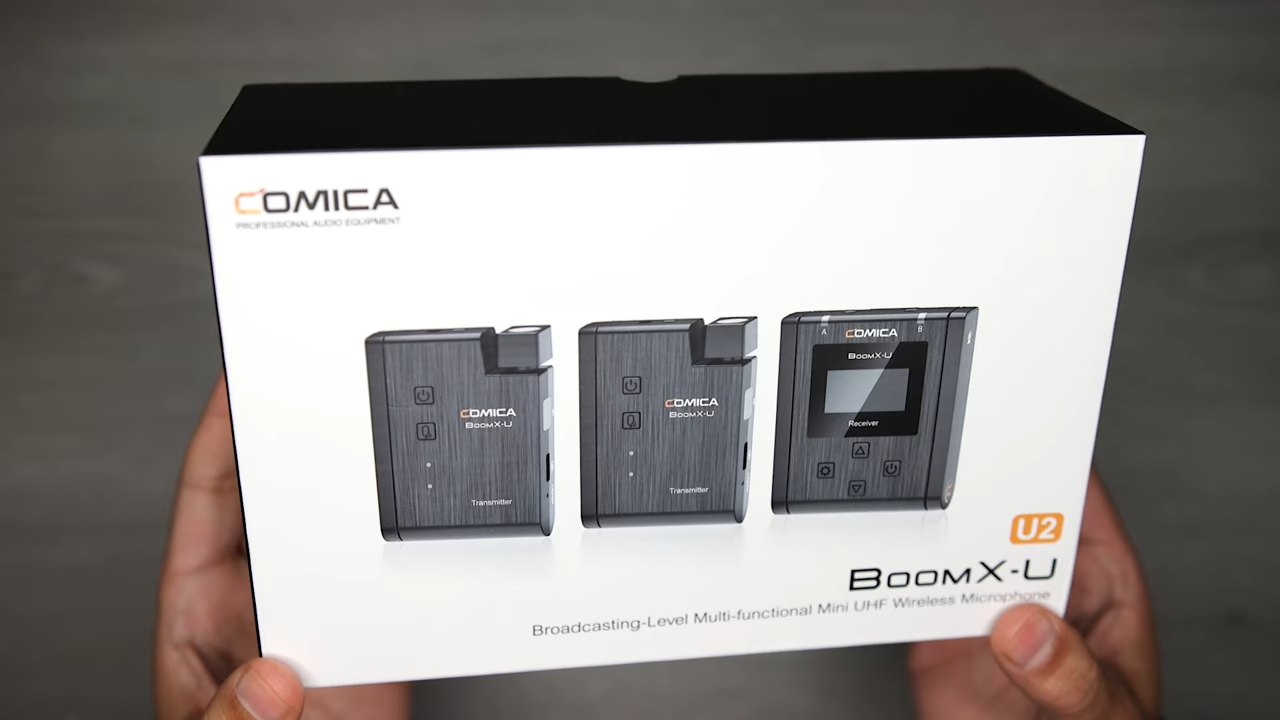 COMICA
PROFESSIONAL AUDIO EQUIPMENT
COMICA
BOOMX-U
Transmitter
COMICA
BOOMX-U
Transmitter
A
B
COMICA
BOOMX-U
Receiver
U2
BOOMX-U
Broadcasting-Level Multi-functional Mini UHF Wireless Microphone